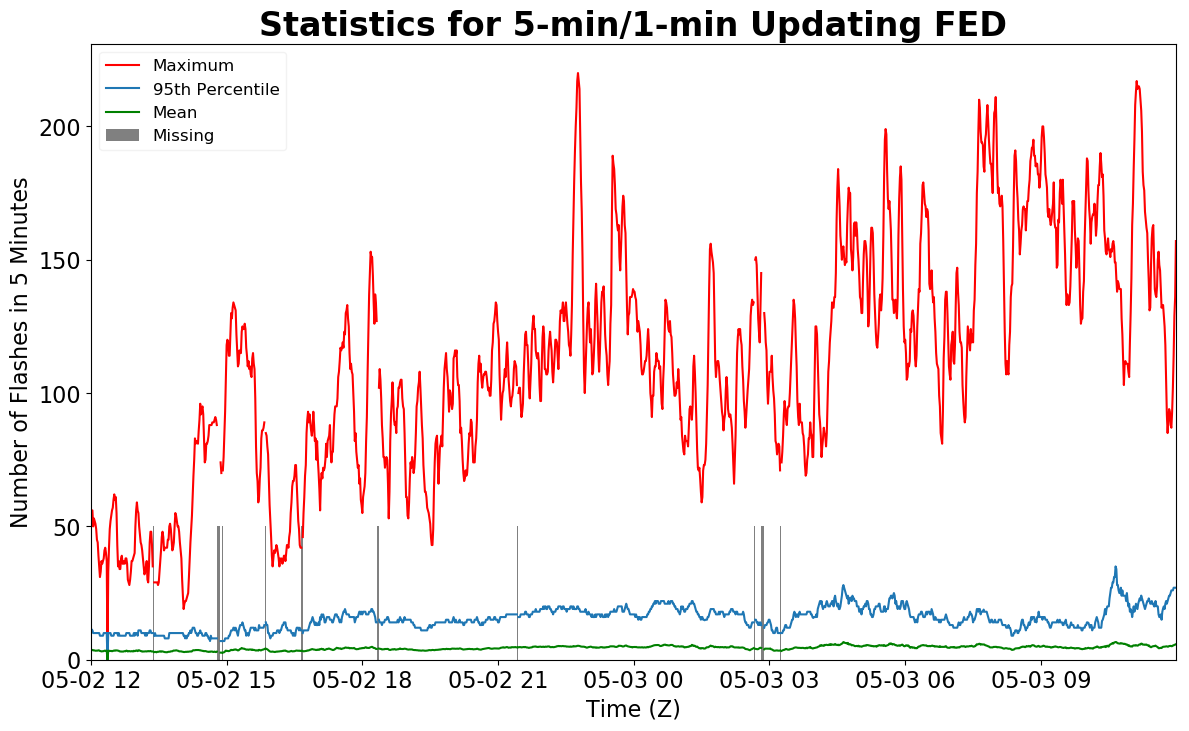 Statistics for 5-min/1-min Updating FED
Maximum
95th Percentile
Mean
Missing
Number of Flashes in 5 Minutes
200
150
100
50
0
05-02 12 05-02 15 05-02 18 05-02 21 05-03 00 05-03 03 05-03 06 05-03 09
Time (Z)